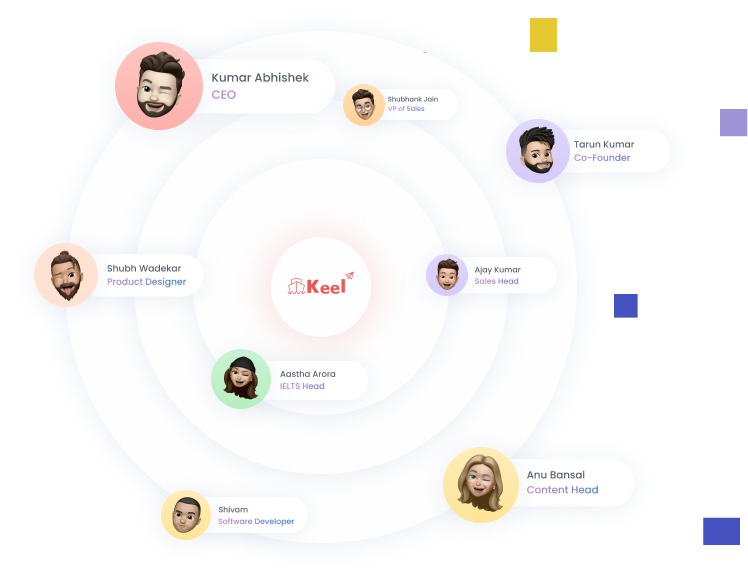 Kumar Abhishek
CEO
Shubhank Jain
VP of Sales
Tarun Kumar
Co-Founder
Shubh Wadekar
Product Designer
Keel
Ajay Kumar
Sales Head
Aastha Arora
IELTS Head
Anu Bansal
Content Head
Shivam
Software Developer